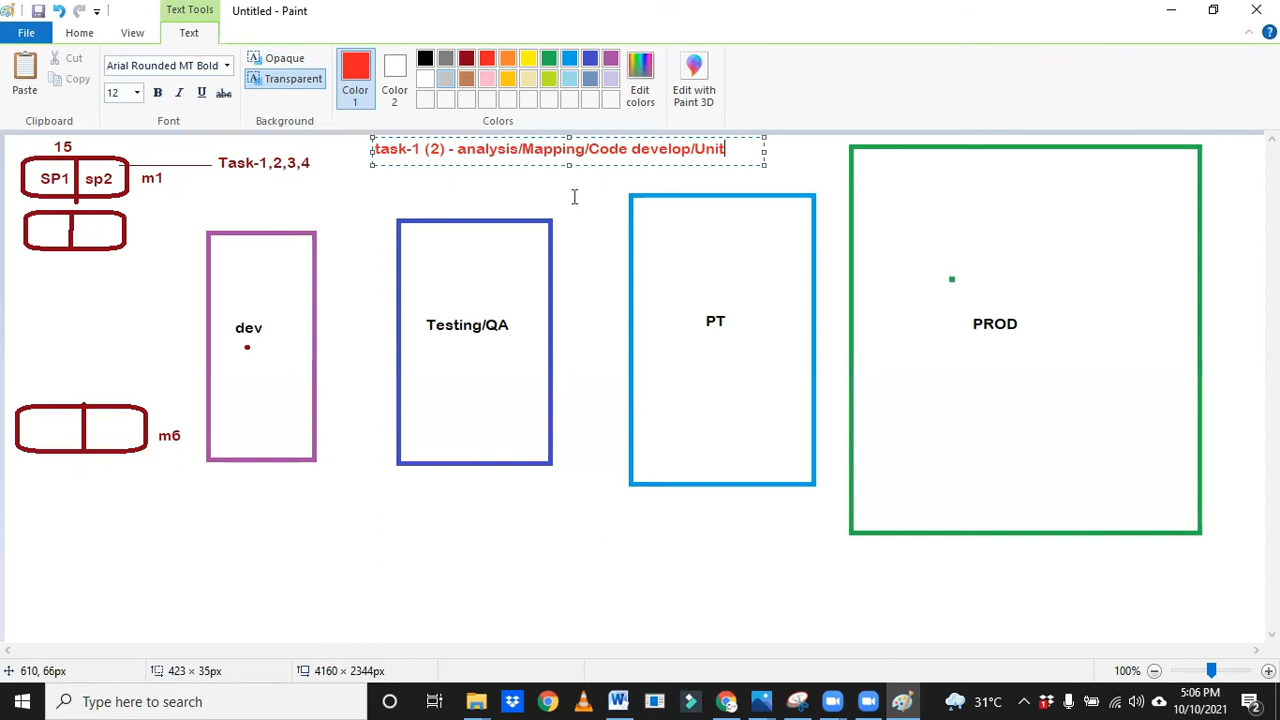 Text Tools
Untitled - Paint
File
Home
View
Text
Paste
Cut
Copy
Clipboard
Arial Rounded MT Bold
12
B I U abc
Font
Opaque
Transparent
Background
Color 1
Color 2
Edit colors
Edit with Paint 3D
Colors
15
SP1
sp2
m1
Task-1,2,3,4
task-1 (2) - analysis/Mapping/Code develop/Unit
dev
Testing/QA
PT
PROD
m6
610, 66px
423 × 35px
4160 × 2344px
100%
Type here to search
31°C
5:06 PM
10/10/2021
2